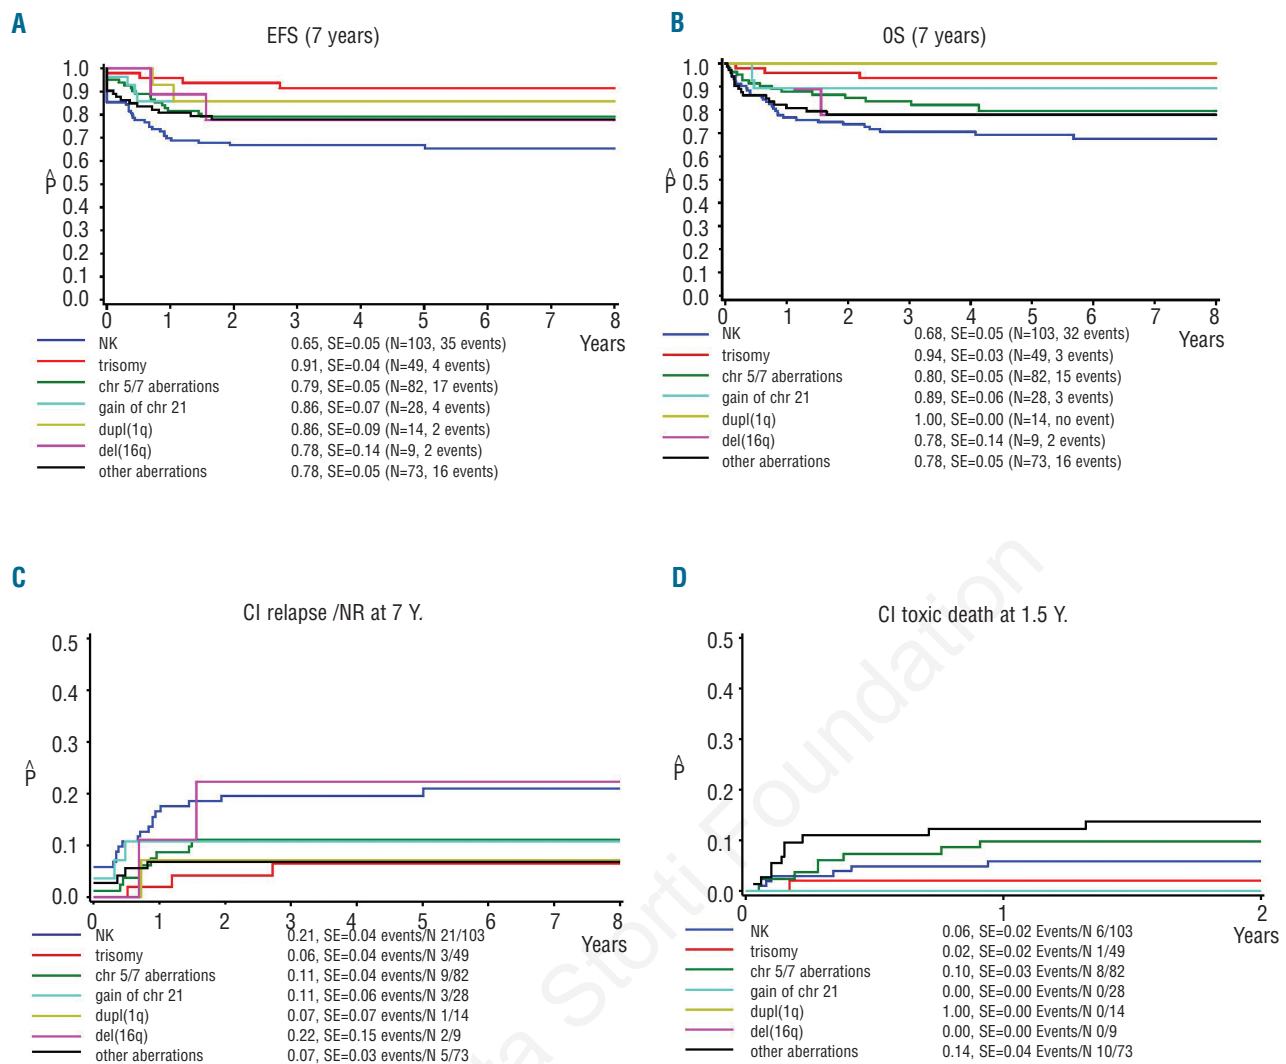 A
EFS (7 years)
1.0
0.9
0.8
0.7
0.6
0.5
0.4
0.3
0.2
0.1
0.0
P̂
0 1 2 3 4 5 6 7 8
Years
NK 0.65, SE=0.05 (N=103, 35 events)
trisomy 0.91, SE=0.04 (N=49, 4 events)
chr 5/7 aberrations 0.79, SE=0.05 (N=82, 17 events)
gain of chr 21 0.86, SE=0.07 (N=28, 4 events)
dupl(1q) 0.86, SE=0.09 (N=14, 2 events)
del(16q) 0.78, SE=0.14 (N=9, 2 events)
other aberrations 0.78, SE=0.05 (N=73, 16 events)
B
OS (7 years)
1.0
0.9
0.8
0.7
0.6
0.5
0.4
0.3
0.2
0.1
0.0
P̂
0 1 2 3 4 5 6 7 8
Years
NK 0.68, SE=0.05 (N=103, 32 events)
trisomy 0.94, SE=0.03 (N=49, 3 events)
chr 5/7 aberrations 0.80, SE=0.05 (N=82, 15 events)
gain of chr 21 0.89, SE=0.06 (N=28, 3 events)
dupl(1q) 1.00, SE=0.00 (N=14, no event)
del(16q) 0.78, SE=0.14 (N=9, 2 events)
other aberrations 0.78, SE=0.05 (N=73, 16 events)
C
CI relapse /NR at 7 Y.
0.5
0.4
0.3
0.2
0.1
0.0
P̂
0 1 2 3 4 5 6 7 8
Years
NK 0.21, SE=0.04 events/N 21/103
trisomy 0.06, SE=0.04 events/N 3/49
chr 5/7 aberrations 0.11, SE=0.04 events/N 9/82
gain of chr 21 0.11, SE=0.06 events/N 3/28
dupl(1q) 0.07, SE=0.07 events/N 1/14
del(16q) 0.22, SE=0.15 events/N 2/9
other aberrations 0.07, SE=0.03 events/N 5/73
D
CI toxic death at 1.5 Y.
0.5
0.4
0.3
0.2
0.1
0.0
P̂
0 1 2
Years
NK 0.06, SE=0.02 Events/N 6/103
trisomy 0.02, SE=0.02 Events/N 1/49
chr 5/7 aberrations 0.10, SE=0.03 Events/N 8/82
gain of chr 21 0.00, SE=0.00 Events/N 0/28
dupl(1q) 1.00, SE=0.00 Events/N 0/14
del(16q) 0.00, SE=0.00 Events/N 0/9
other aberrations 0.14, SE=0.04 Events/N 10/73
ta Storti Foundation